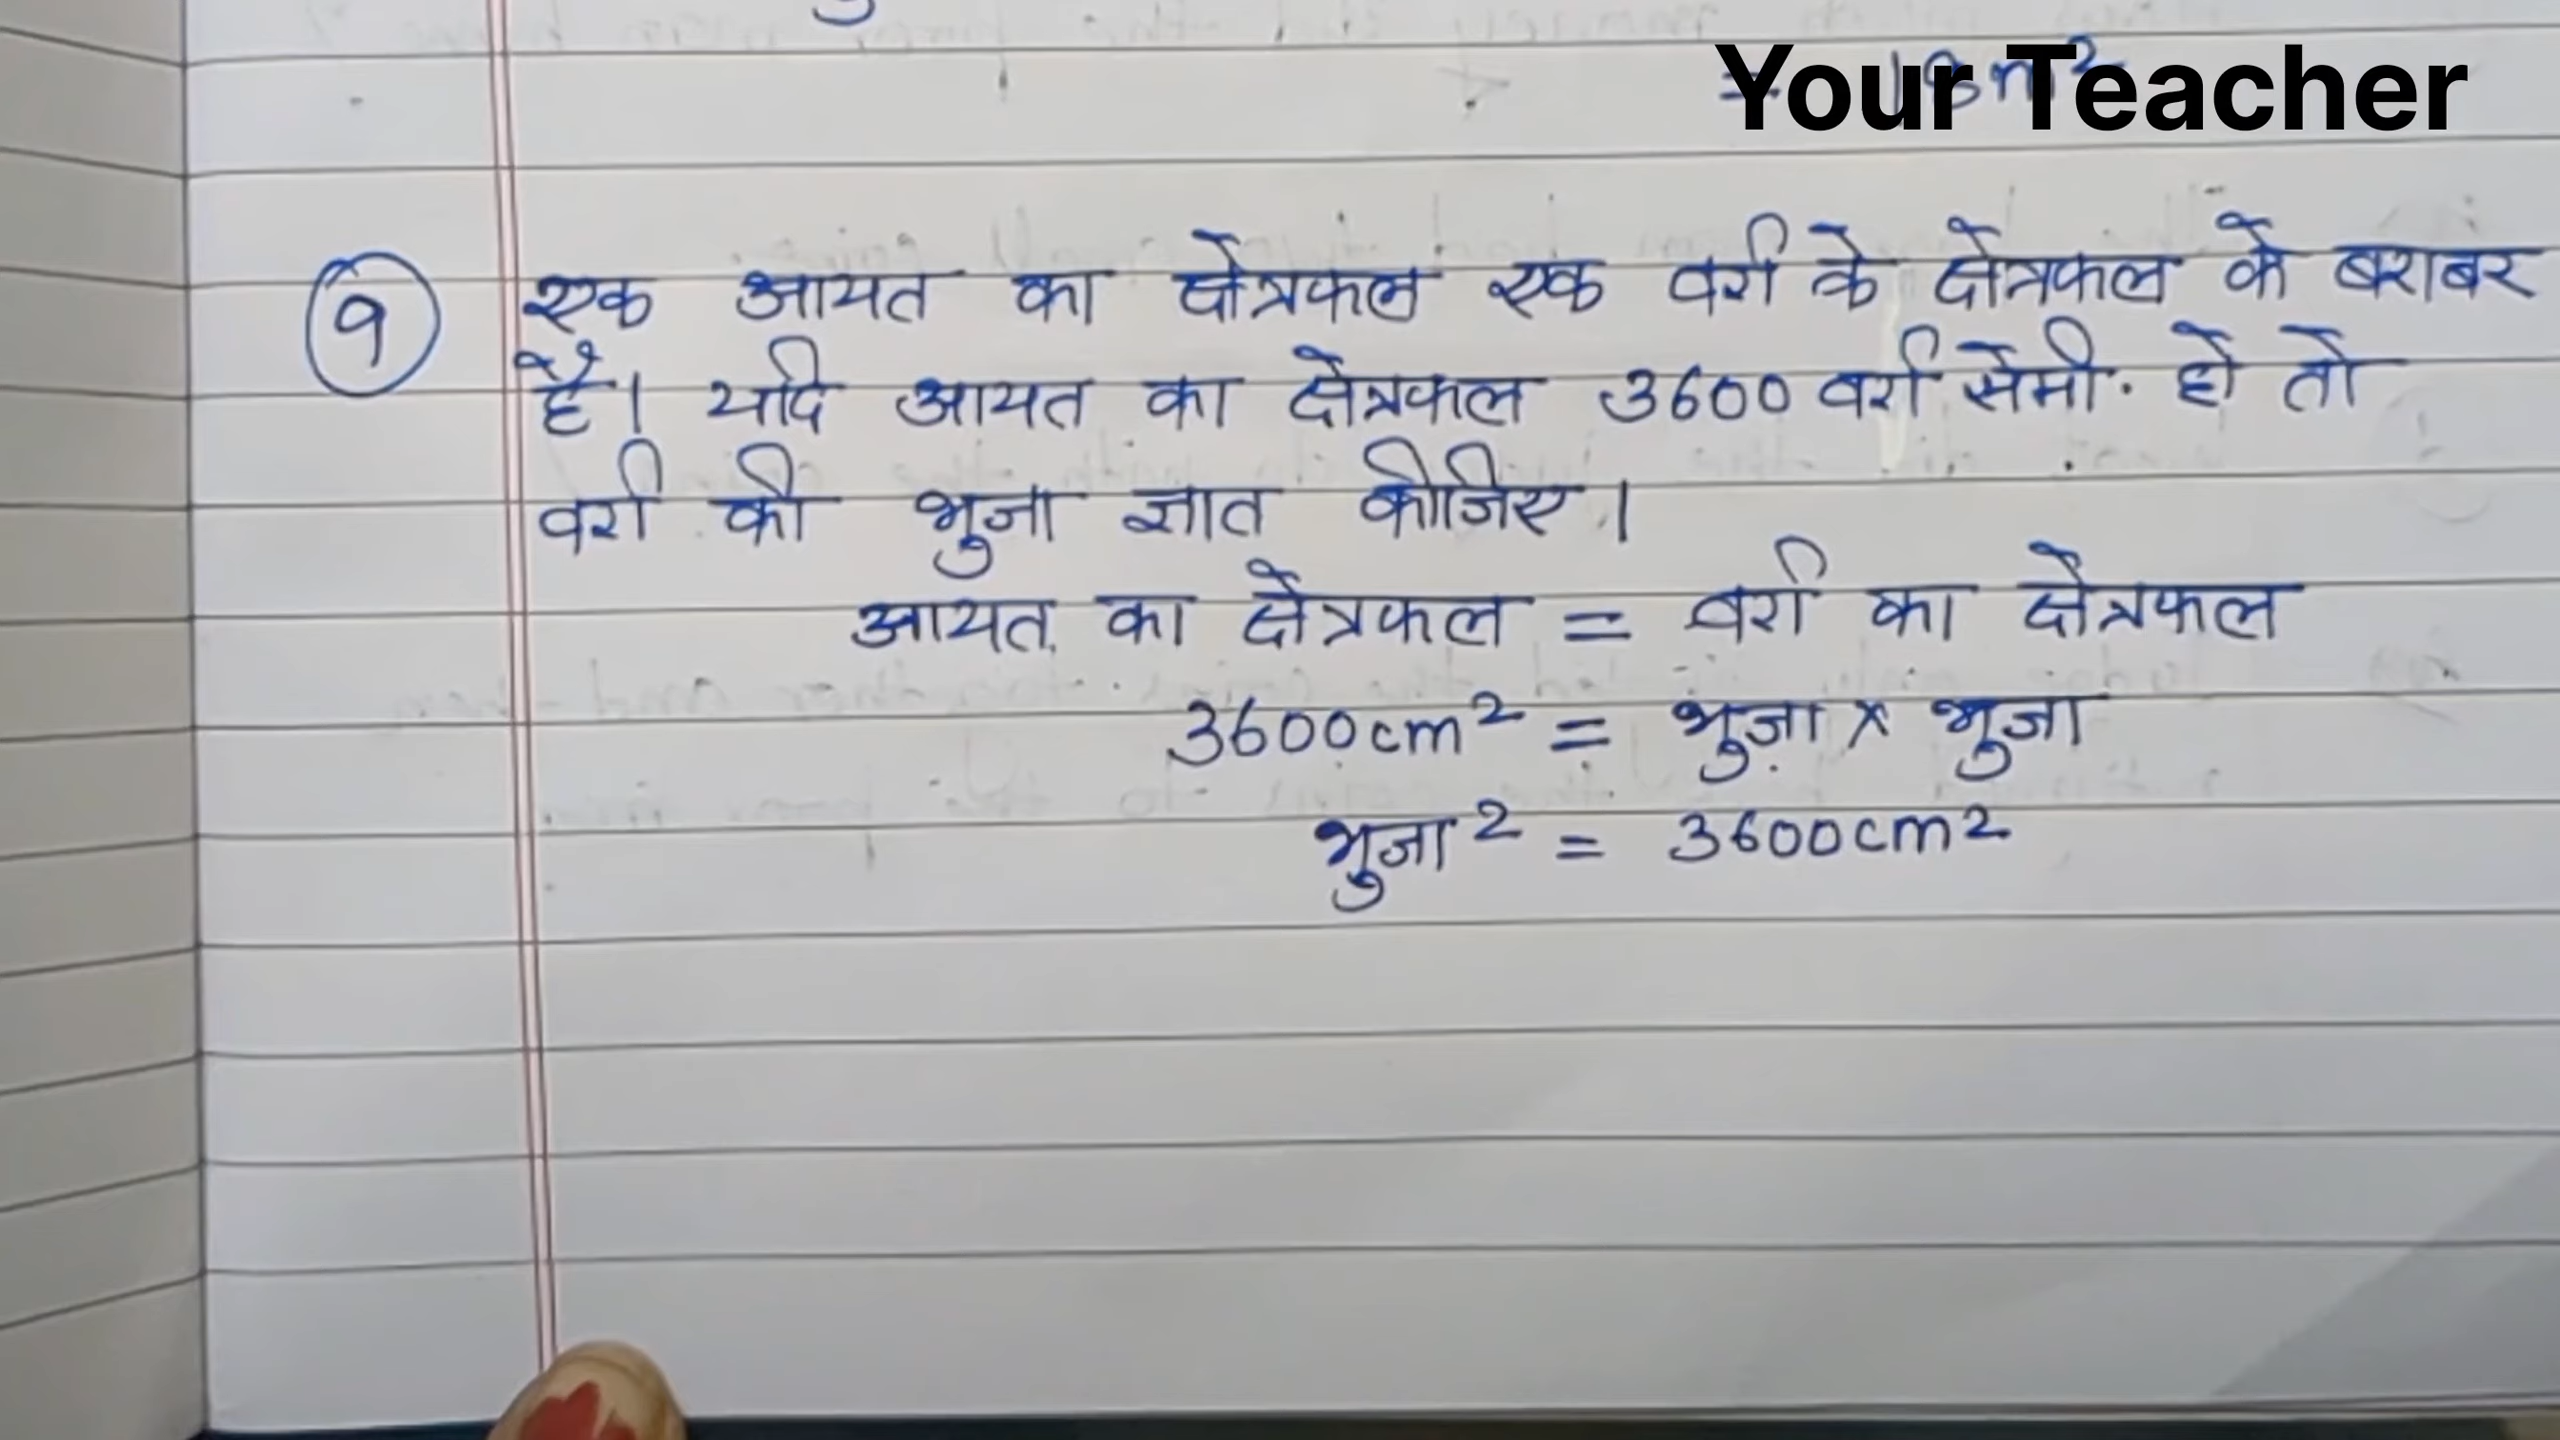 Your Teacher
9 एक आयत का क्षेत्रफल एक वर्ग के क्षेत्रफल के बराबर
है। यदि आयत का क्षेत्रफल 3600 वर्ग सेमी. हो तो
वर्ग की भुजा ज्ञात कीजिए।
आयत का क्षेत्रफल = वर्ग का क्षेत्रफल
3600cm² = भुजा × भुजा
भुजा² = 3600cm²